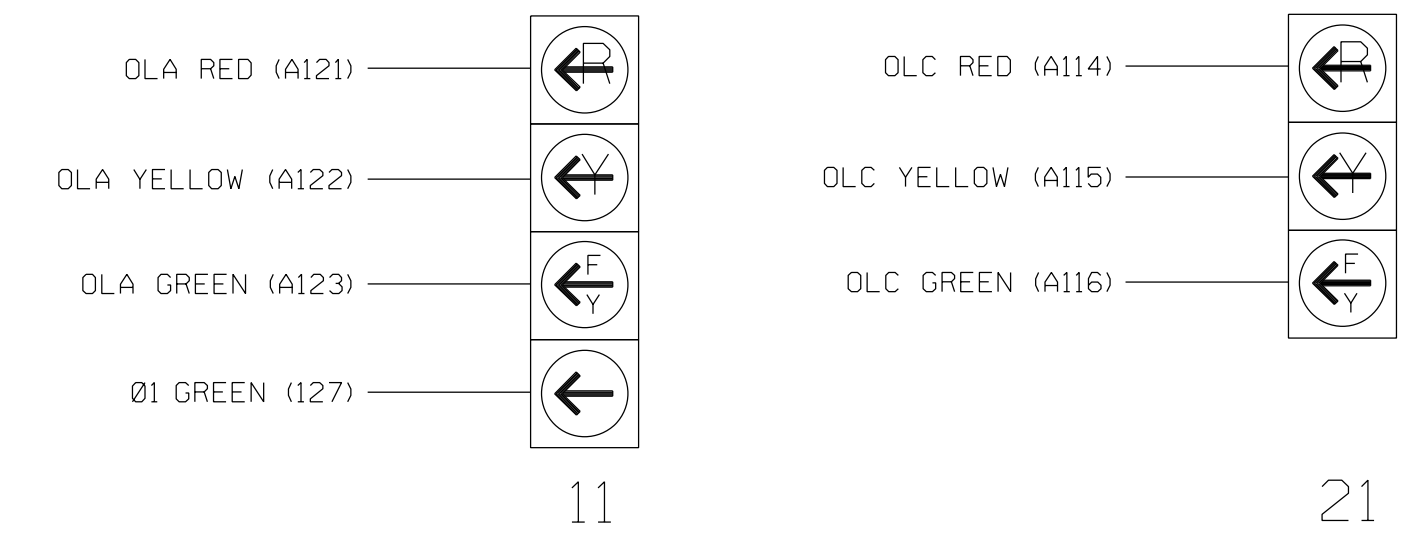 OLA RED (A121)
R
OLA YELLOW (A122)
Y
OLA GREEN (A123)
F
Y
Ø1 GREEN (127)
11
OLC RED (A114)
R
OLC YELLOW (A115)
Y
OLC GREEN (A116)
F
Y
21